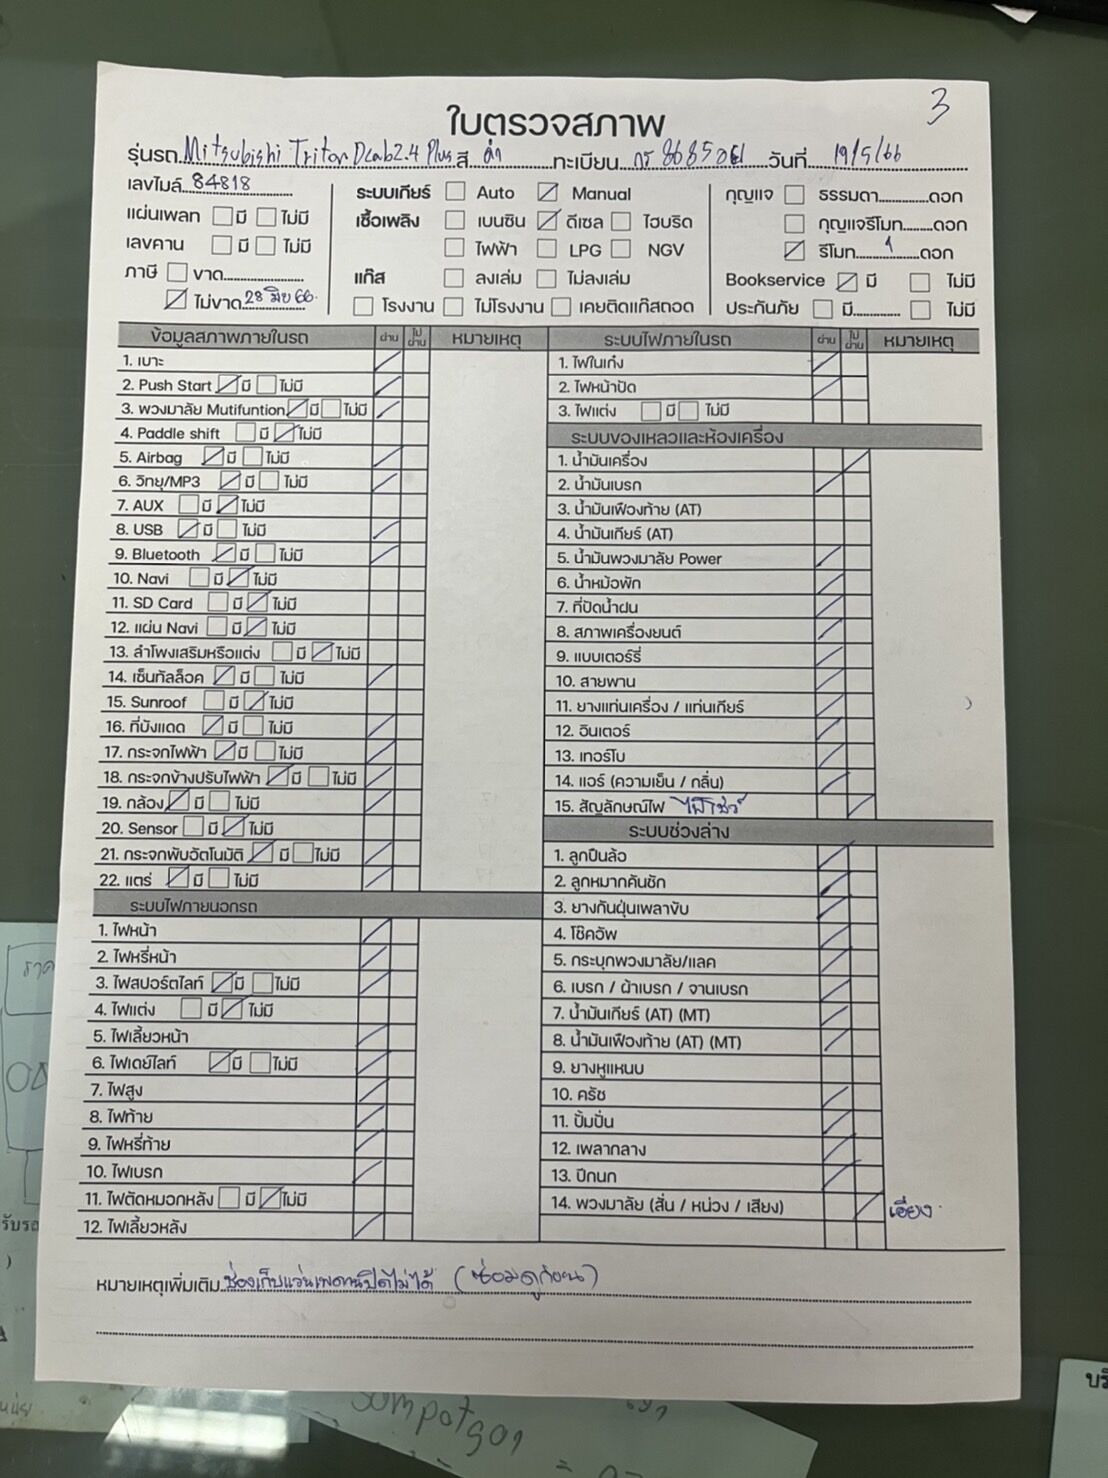 3
ใบตรวจสภาพ
รุ่นรถ Mitsubishi Triton Dcab2.4 Plus สี ดำ ทะเบียน วันที่ 19/5/66
เลขไมล์ 84818
แผ่นเพลท มี ไม่มี
เลขคาน มี ไม่มี
ภาษี ขาด
ไม่ขาด 28 มิย 66
ระบบเกียร์ Auto Manual
เชื้อเพลิง เบนซิน ดีเซล ไฮบริด
ไฟฟ้า LPG NGV
แก๊ส ลงเล่ม ไม่ลงเล่ม
โรงงาน ไม่โรงงาน เคยติดแก๊สถอด
กุญแจ ธรรมดา ดอก
กุญแจรีโมท ดอก
รีโมท 1 ดอก
Bookservice มี ไม่มี
ประกันภัย มี ไม่มี
ข้อมูลสภาพภายในรถ ผ่าน ไม่ผ่าน หมายเหตุ
1. เบาะ
2. Push Start มี ไม่มี
3. พวงมาลัย Mutifuntion มี ไม่มี
4. Paddle shift มี ไม่มี
5. Airbag มี ไม่มี
6. วิทยุ/MP3 มี ไม่มี
7. AUX มี ไม่มี
8. USB มี ไม่มี
9. Bluetooth มี ไม่มี
10. Navi มี ไม่มี
11. SD Card มี ไม่มี
12. แผ่น Navi มี ไม่มี
13. ลำโพงเสริมหรือแต่ง มี ไม่มี
14. เซ็นทัลล็อค มี ไม่มี
15. Sunroof มี ไม่มี
16. ที่บังแดด มี ไม่มี
17. กระจกไฟฟ้า มี ไม่มี
18. กระจกข้างปรับไฟฟ้า มี ไม่มี
19. กล้อง มี ไม่มี
20. Sensor มี ไม่มี
21. กระจกพับอัตโนมัติ มี ไม่มี
22. แตร่ มี ไม่มี
ระบบไฟภายนอกรถ
1. ไฟหน้า
2. ไฟหรี่หน้า
3. ไฟสปอร์ตไลท์ มี ไม่มี
4. ไฟแต่ง มี ไม่มี
5. ไฟเลี้ยวหน้า
6. ไฟเดย์ไลท์ มี ไม่มี
7. ไฟสูง
8. ไฟท้าย
9. ไฟหรี่ท้าย
10. ไฟเบรก
11. ไฟตัดหมอกหลัง มี ไม่มี
12. ไฟเลี้ยวหลัง
ระบบไฟภายในรถ ผ่าน ไม่ผ่าน หมายเหตุ
1. ไฟในเก๋ง
2. ไฟหน้าปัด
3. ไฟแต่ง มี ไม่มี
ระบบของเหลวและห้องเครื่อง
1. น้ำมันเครื่อง
2. น้ำมันเบรก
3. น้ำมันเฟืองท้าย (AT)
4. น้ำมันเกียร์ (AT)
5. น้ำมันพวงมาลัย Power
6. น้ำหม้อพัก
7. ที่ปัดน้ำฝน
8. สภาพเครื่องยนต์
9. แบบเตอร์รี่
10. สายพาน
11. ยางแท่นเครื่อง / แท่นเกียร์
12. อินเตอร์
13. เทอร์โบ
14. แอร์ (ความเย็น / กลิ่น)
15. สัญลักษณ์ไฟ ไฟโชว์
ระบบช่วงล่าง
1. ลูกปืนล้อ
2. ลูกหมากคันชัก
3. ยางกันฝุ่นเพลาขับ
4. โช๊คอัพ
5. กระบุกพวงมาลัย/แลค
6. เบรก / ผ้าเบรก / จานเบรก
7. น้ำมันเกียร์ (AT) (MT)
8. น้ำมันเฟืองท้าย (AT) (MT)
9. ยางหูแหนบ
10. ครัช
11. ปั้มปั่น
12. เพลากลาง
13. ปีกนก
14. พวงมาลัย (สั่น / หน่วง / เสียง) เอียง
หมายเหตุเพิ่มเติม ช่องเก็บแว่นเพดานปิดไม่ได้ (ซ่อมดูก่อน)